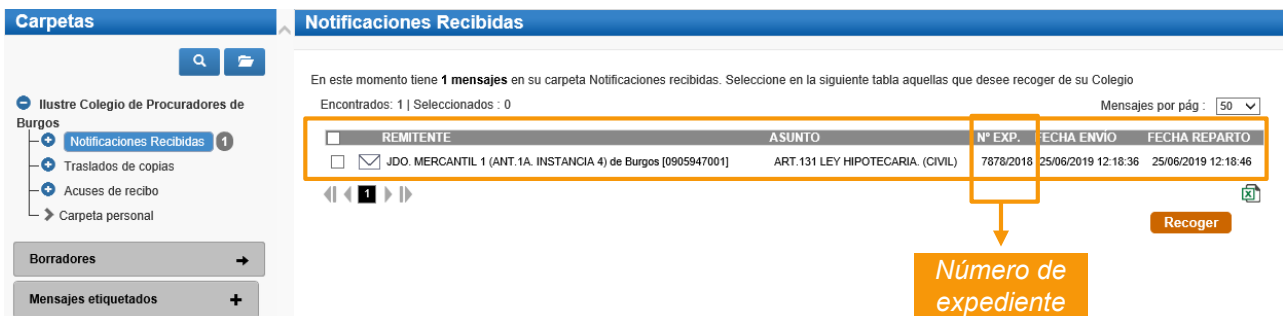 Carpetas
Ilustre Colegio de Procuradores de
Burgos
Notificaciones Recibidas 1
Traslados de copias
Acuses de recibo
Carpeta personal
Borradores
Mensajes etiquetados
Notificaciones Recibidas
En este momento tiene 1 mensajes en su carpeta Notificaciones recibidas. Seleccione en la siguiente tabla aquellas que desee recoger de su Colegio
Encontrados: 1 | Seleccionados : 0 Mensajes por pág : 50
REMITENTE ASUNTO Nº EXP. FECHA ENVÍO FECHA REPARTO
JDO. MERCANTIL 1 (ANT.1A. INSTANCIA 4) de Burgos [0905947001] ART.131 LEY HIPOTECARIA. (CIVIL) 7878/2018 25/06/2019 12:18:36 25/06/2019 12:18:46
1
Recoger
Número de
expediente